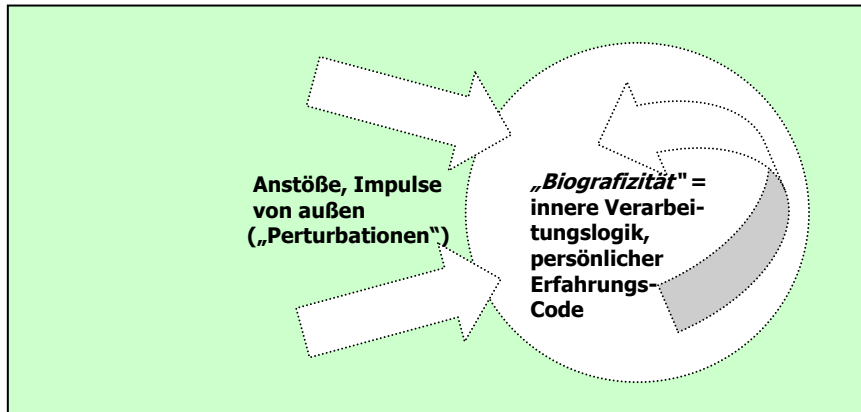 Anstöße, Impulse
von außen
(„Perturbationen“)
„Biografizität" =
innere Verarbei-
tungslogik,
persönlicher
Erfahrungs-
Code